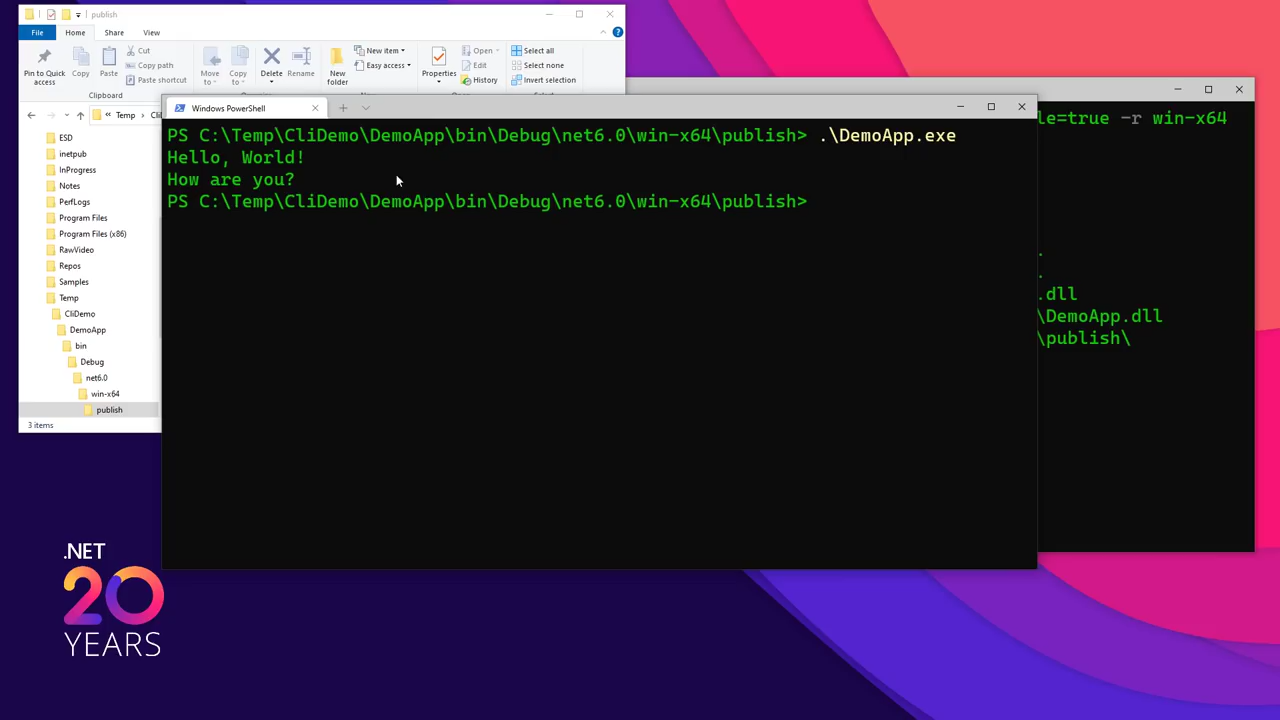 publish
File Home Share View
Pin to Quick access
Copy
Paste
Cut
Copy path
Paste shortcut
Clipboard
Move to
Copy to
Delete
Rename
New folder
New item
Easy access
Properties
Open
Edit
History
Select all
Select none
Invert selection
Temp
ESD
inetpub
InProgress
Notes
PerfLogs
Program Files
Program Files (x86)
RawVideo
Repos
Samples
Temp
CliDemo
DemoApp
bin
Debug
net6.0
win-x64
publish
3 items
Windows PowerShell
PS C:\Temp\CliDemo\DemoApp\bin\Debug\net6.0\win-x64\publish> .\DemoApp.exe
Hello, World!
How are you?
PS C:\Temp\CliDemo\DemoApp\bin\Debug\net6.0\win-x64\publish>
le=true -r win-x64
.
.
.dll
\DemoApp.dll
\publish\
.NET
20
YEARS